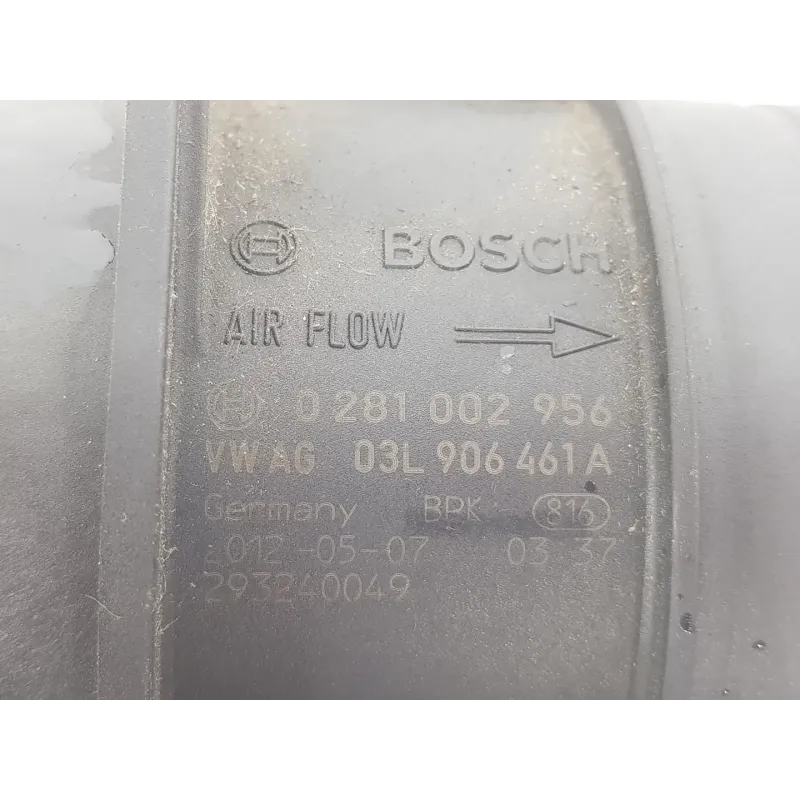 BOSCH
AIR FLOW
0 281 002 956
VW AG 03L 906 461 A
Germany BPK 816
2012-05-07 03 37
293240049